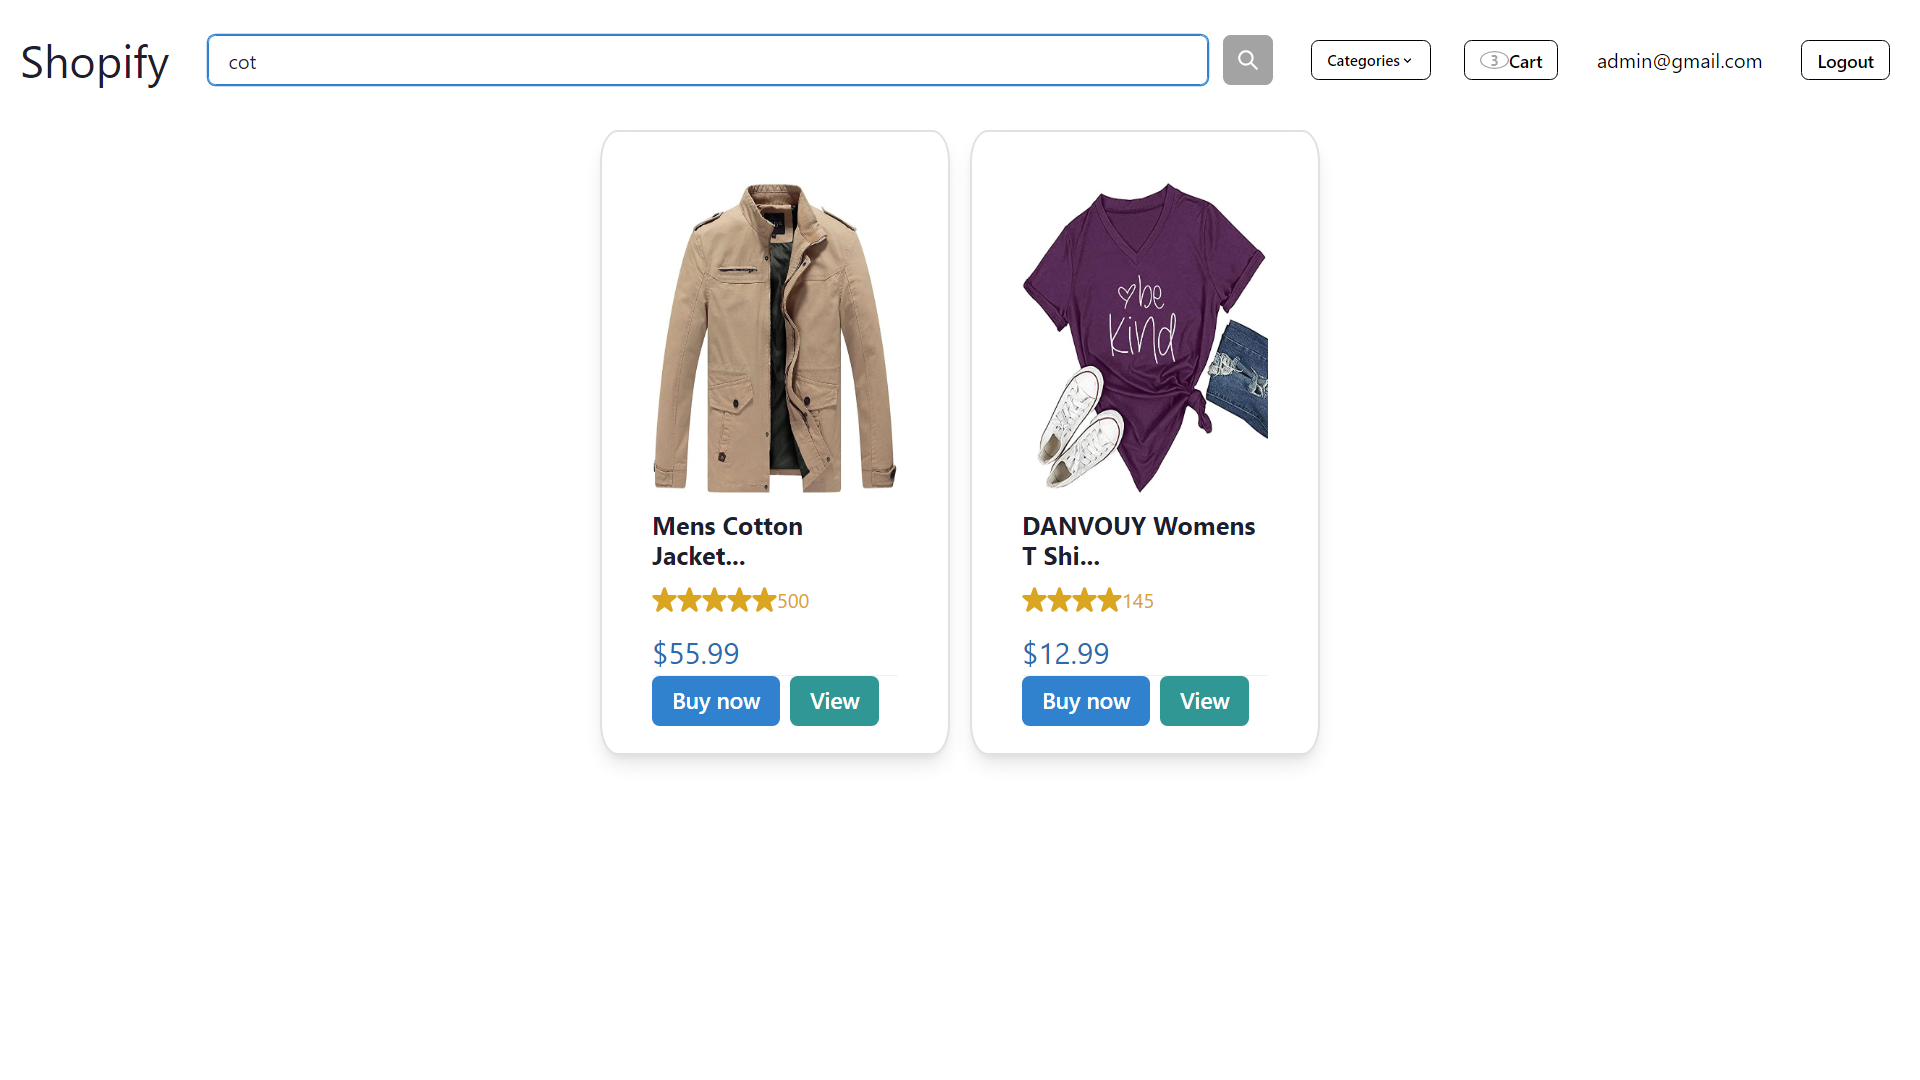 Shopify
cot
Categories
3 Cart
admin@gmail.com
Logout
be
kind
Mens Cotton
Jacket...
500
$55.99
Buy now
View
DANVOUY Womens
T Shi...
145
$12.99
Buy now
View